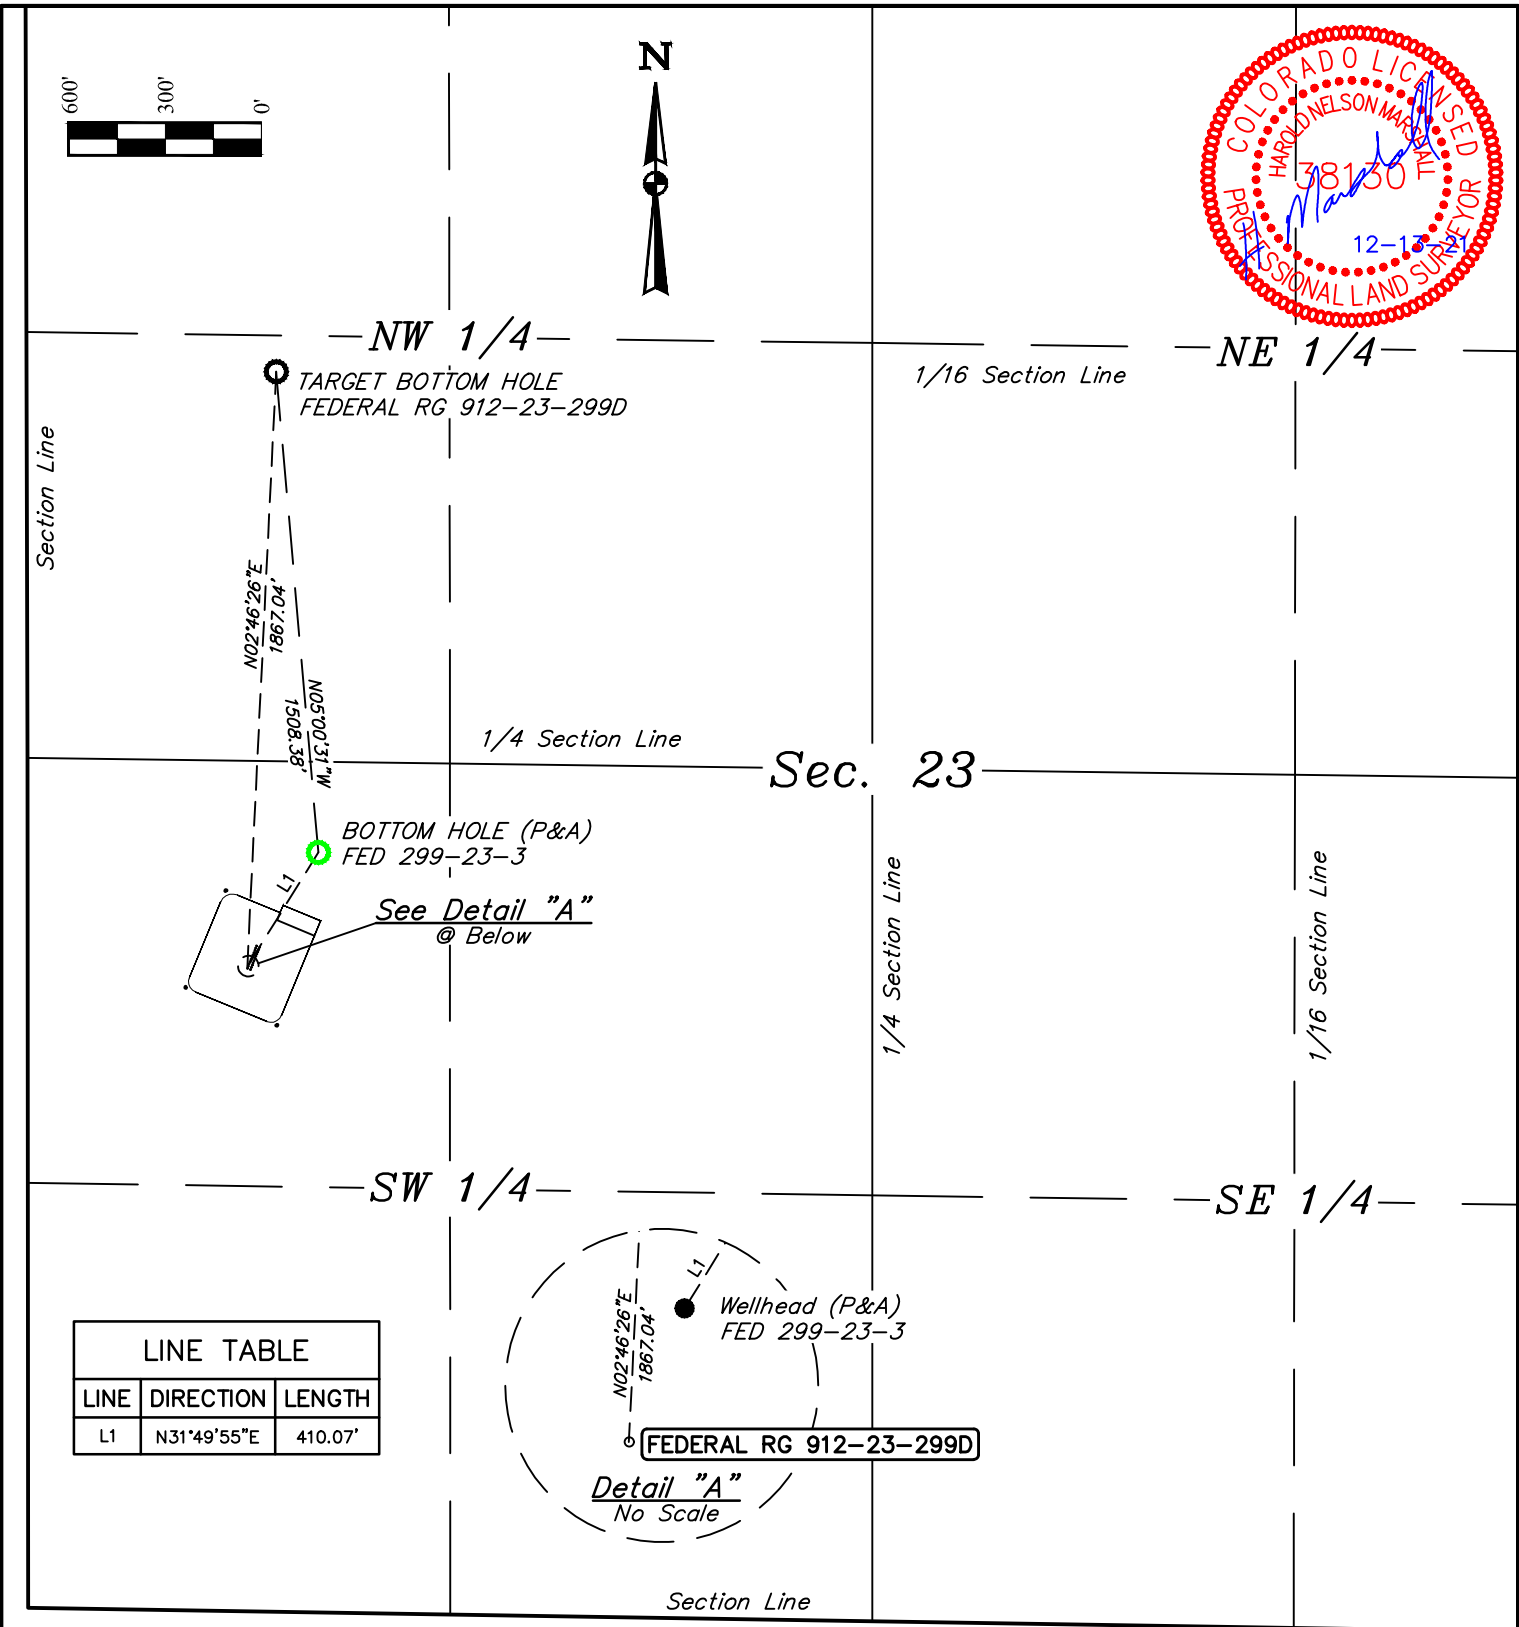 600'
300'
0'
N
COLORADO LICENSED
HAROLD NELSON MARSHALL
38130
12-13-21
PROFESSIONAL LAND SURVEYOR
NW 1/4
NE 1/4
1/16 Section Line
TARGET BOTTOM HOLE
FEDERAL RG 912-23-299D
Section Line
N02°46'26"E
1867.04'
N05°00'31"W
1508.38'
1/4 Section Line
Sec. 23
BOTTOM HOLE (P&A)
FED 299-23-3
L1
See Detail "A"
@ Below
1/4 Section Line
1/16 Section Line
SW 1/4
SE 1/4
L1
N02°46'26"E
1867.04'
Wellhead (P&A)
FED 299-23-3
FEDERAL RG 912-23-299D
Detail "A"
No Scale
LINE TABLE
LINE DIRECTION LENGTH
L1 N31°49'55"E 410.07'
Section Line